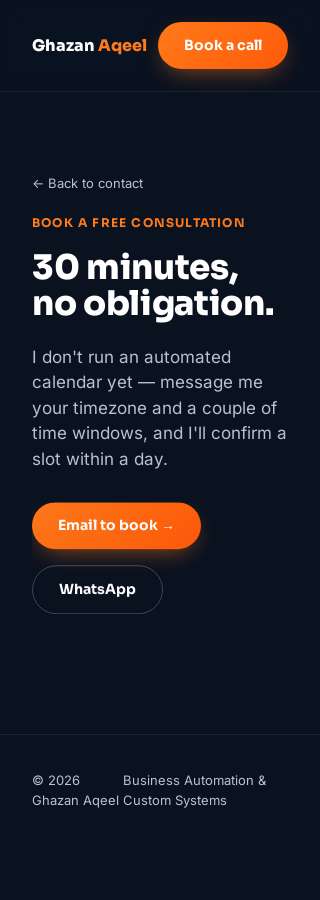 Ghazan Aqeel
Book a call
← Back to contact
BOOK A FREE CONSULTATION
30 minutes,
no obligation.
I don't run an automated
calendar yet — message me
your timezone and a couple of
time windows, and I'll confirm a
slot within a day.
Email to book →
WhatsApp
© 2026
Ghazan Aqeel
Business Automation &
Custom Systems